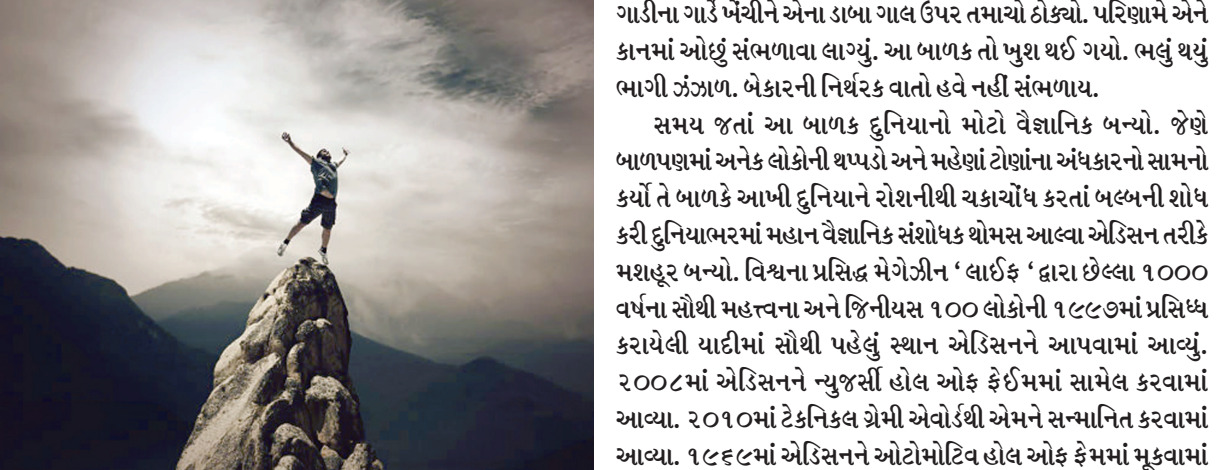 ગાડીના ગાર્ડે ખેંચીને એના ડાબા ગાલ ઉપર તમાચો ઠોક્યો. પરિણામે એને
કાનમાં ઓછું સંભળાવા લાગ્યું. આ બાળક તો ખુશ થઈ ગયો. ભલું થયું
ભાગી ઝંઝાળ. બેકારની નિર્થરક વાતો હવે નહીં સંભળાય.
સમય જતાં આ બાળક દુનિયાનો મોટો વૈજ્ઞાનિક બન્યો. જેણે
બાળપણમાં અનેક લોકોની થપ્પડો અને મહેણાં ટોણાંના અંધકારનો સામનો
કર્યો તે બાળકે આખી દુનિયાને રોશનીથી ચકાચોંધ કરતાં બલ્બની શોધ
કરી દુનિયાભરમાં મહાન વૈજ્ઞાનિક સંશોધક થોમસ આલ્વા એડિસન તરીકે
મશહૂર બન્યો. વિશ્વના પ્રસિદ્ધ મેગેઝીન ‘ લાઈફ ‘ દ્વારા છેલ્લા ૧૦૦૦
વર્ષના સૌથી મહત્ત્વના અને જિનીયસ ૧૦૦ લોકોની ૧૯૯૭માં પ્રસિધ્ધ
કરાયેલી યાદીમાં સૌથી પહેલું સ્થાન એડિસનને આપવામાં આવ્યું.
૨૦૦૮માં એડિસનને ન્યુજર્સી હોલ ઓફ ફેઈમમાં સામેલ કરવામાં
આવ્યા. ૨૦૧૦માં ટેકનિકલ ગ્રેમી એવોર્ડથી એમને સન્માનિત કરવામાં
આવ્યા. ૧૯૬૯માં એડિસનને ઓટોમોટિવ હોલ ઓફ ફેમમાં મૂકવામાં